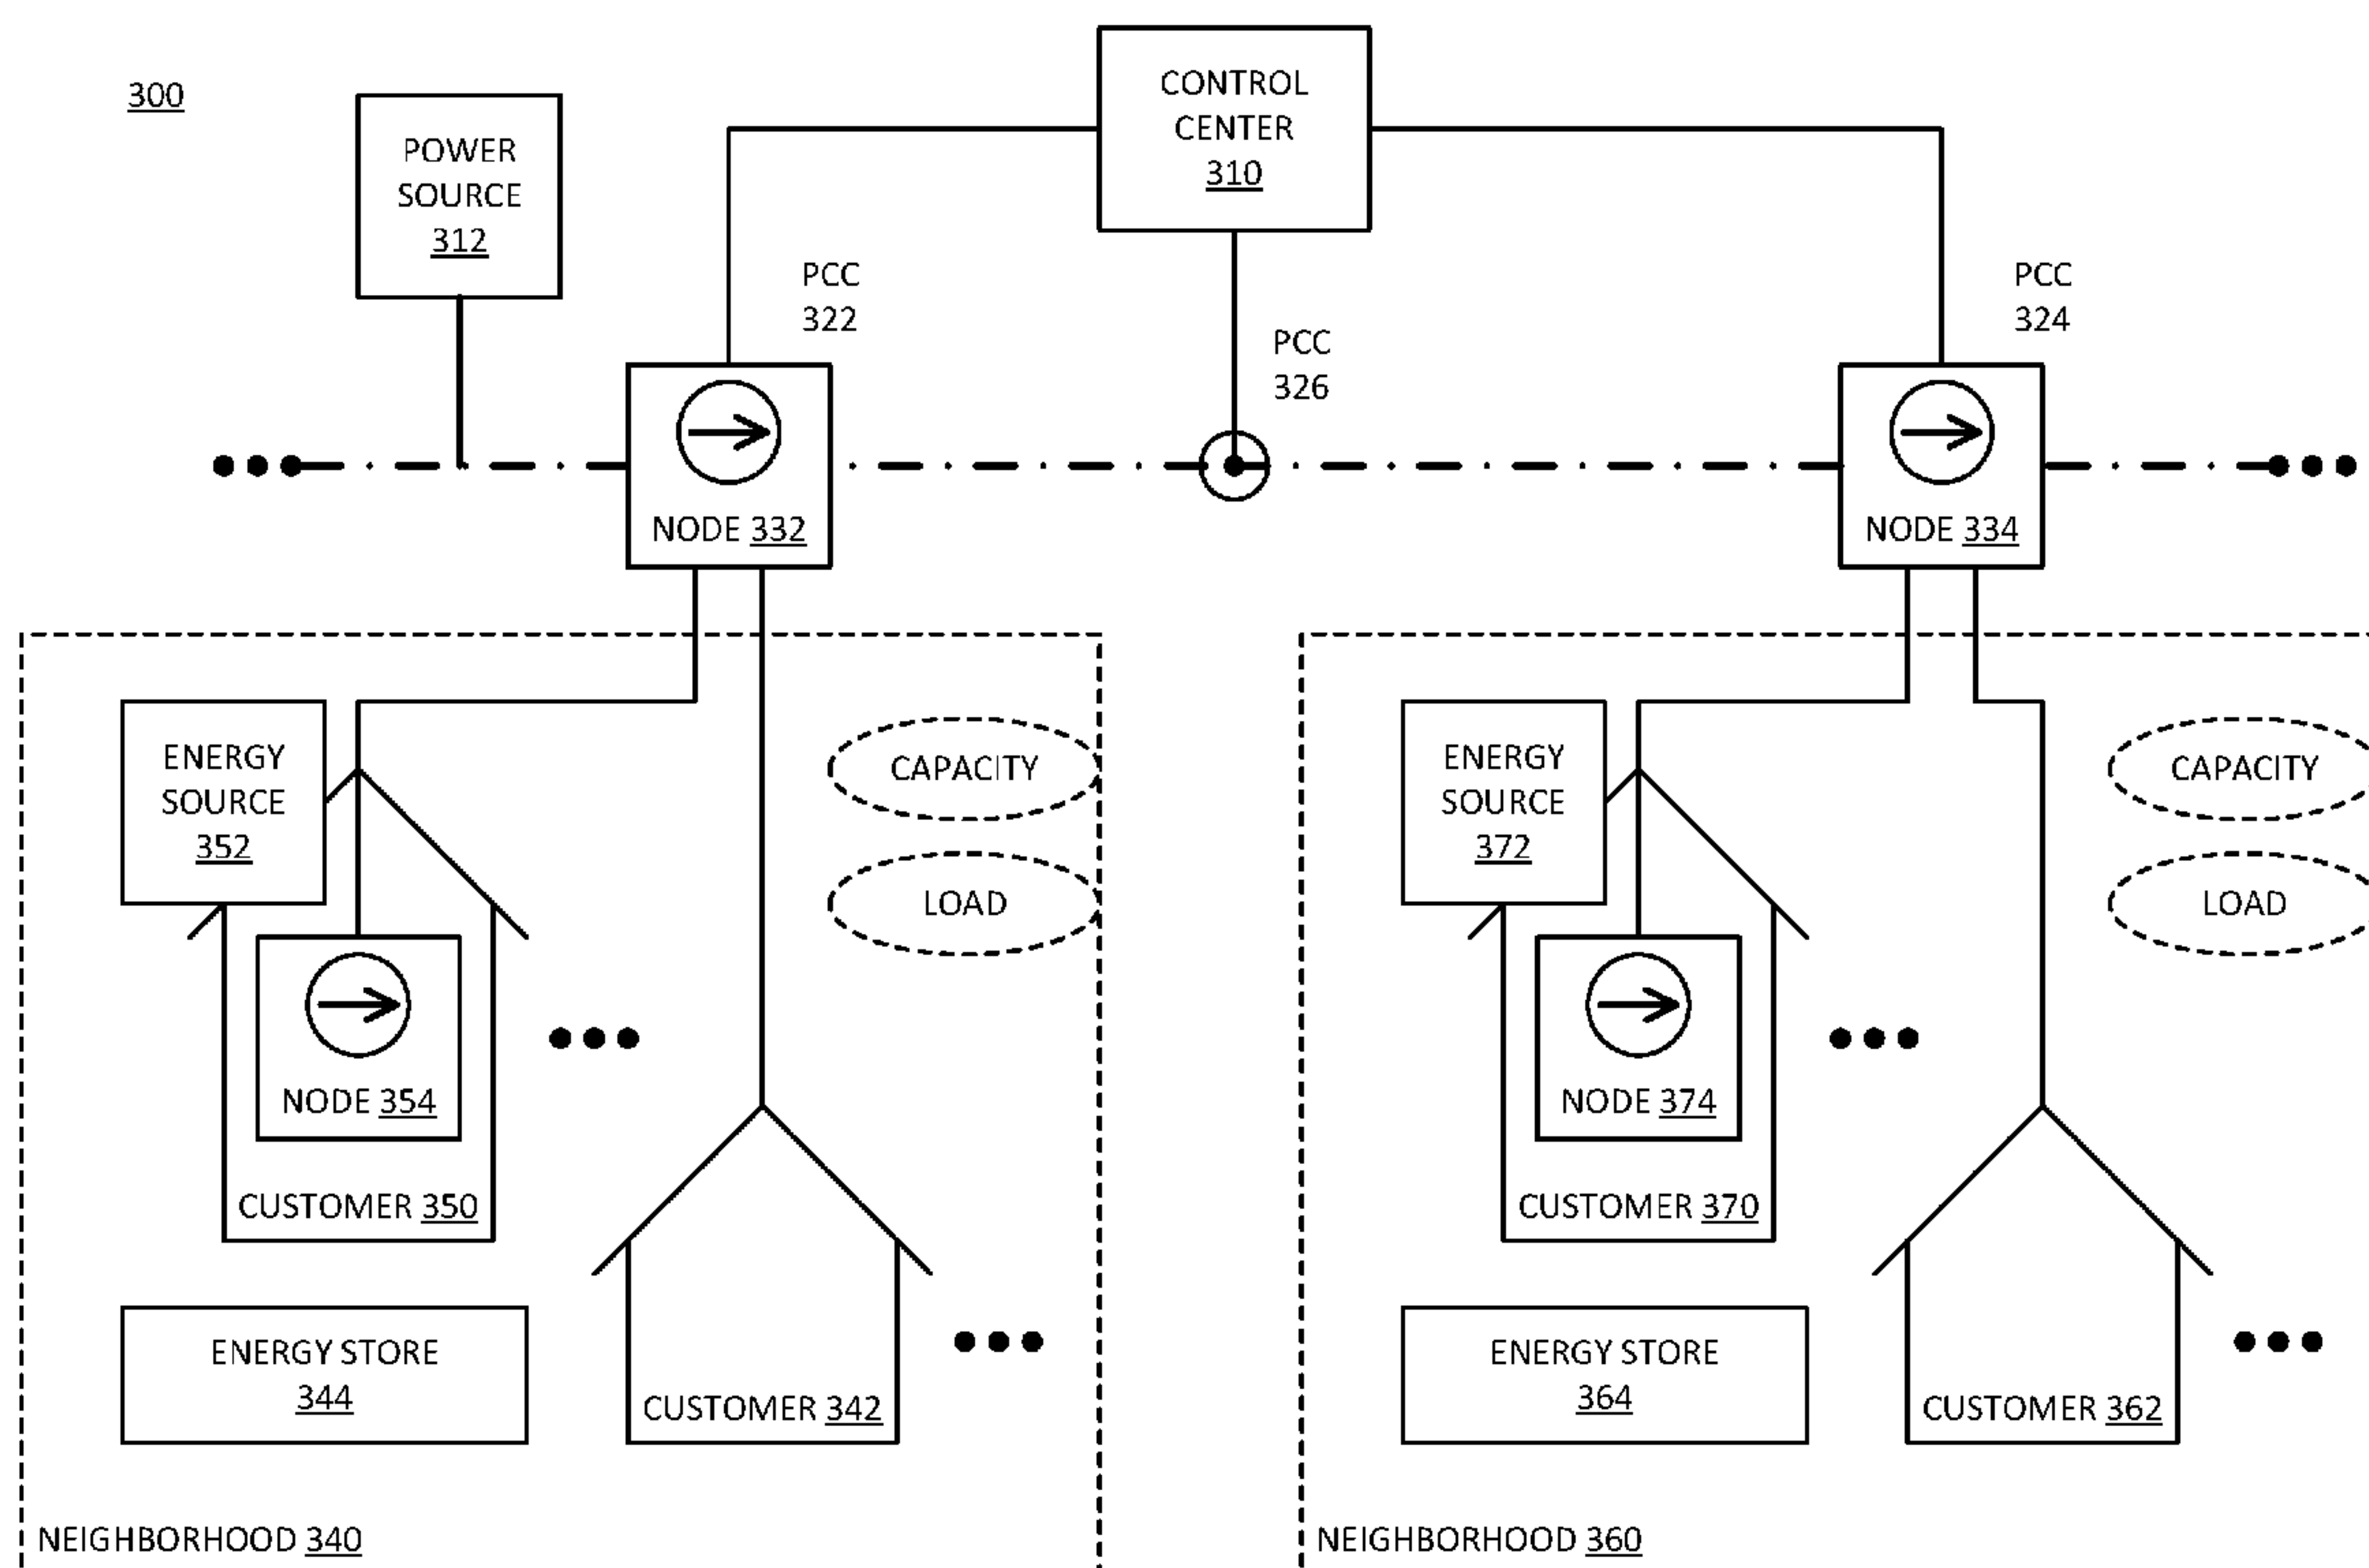 300
POWER
SOURCE
312
CONTROL
CENTER
310
PCC
322
PCC
326
PCC
324
NODE 332
NODE 334
ENERGY
SOURCE
352
CAPACITY
LOAD
NODE 354
CUSTOMER 350
ENERGY STORE
344
CUSTOMER 342
NEIGHBORHOOD 340
ENERGY
SOURCE
372
CAPACITY
LOAD
NODE 374
CUSTOMER 370
ENERGY STORE
364
CUSTOMER 362
NEIGHBORHOOD 360